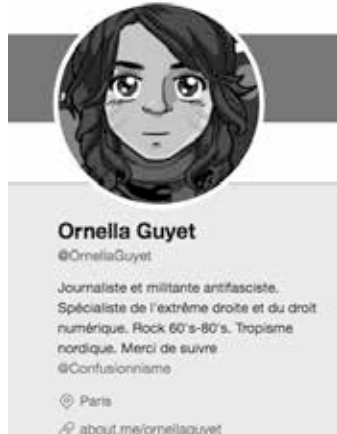 Ornella Guyet
@OrnellaGuyet
Journaliste et militante antifasciste.
Spécialiste de l'extrême droite et du droit
numérique. Rock 60's-80's. Tropisme
nordique. Merci de suivre
@Confusionnisme
Paris
about.me/ornellaguyet